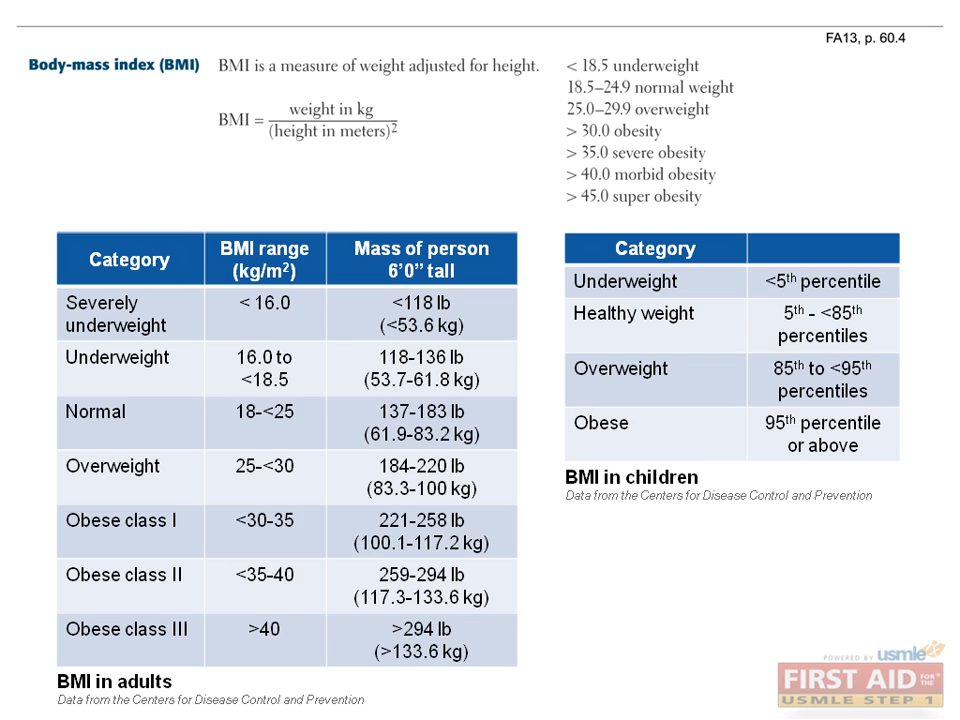 FA13, p. 60.4
Body-mass index (BMI)
BMI is a measure of weight adjusted for height.
BMI = weight in kg
(height in meters)2
< 18.5 underweight
18.5–24.9 normal weight
25.0–29.9 overweight
> 30.0 obesity
> 35.0 severe obesity
> 40.0 morbid obesity
> 45.0 super obesity
Category BMI range (kg/m2) Mass of person 6’0” tall
Severely underweight < 16.0 <118 lb (<53.6 kg)
Underweight 16.0 to <18.5 118-136 lb (53.7-61.8 kg)
Normal 18-<25 137-183 lb (61.9-83.2 kg)
Overweight 25-<30 184-220 lb (83.3-100 kg)
Obese class I <30-35 221-258 lb (100.1-117.2 kg)
Obese class II <35-40 259-294 lb (117.3-133.6 kg)
Obese class III >40 >294 lb (>133.6 kg)
BMI in adults
Data from the Centers for Disease Control and Prevention
Category
Underweight <5th percentile
Healthy weight 5th - <85th percentiles
Overweight 85th to <95th percentiles
Obese 95th percentile or above
BMI in children
Data from the Centers for Disease Control and Prevention
POWERED BY usmle
FIRST AID FOR THE
USMLE STEP 1